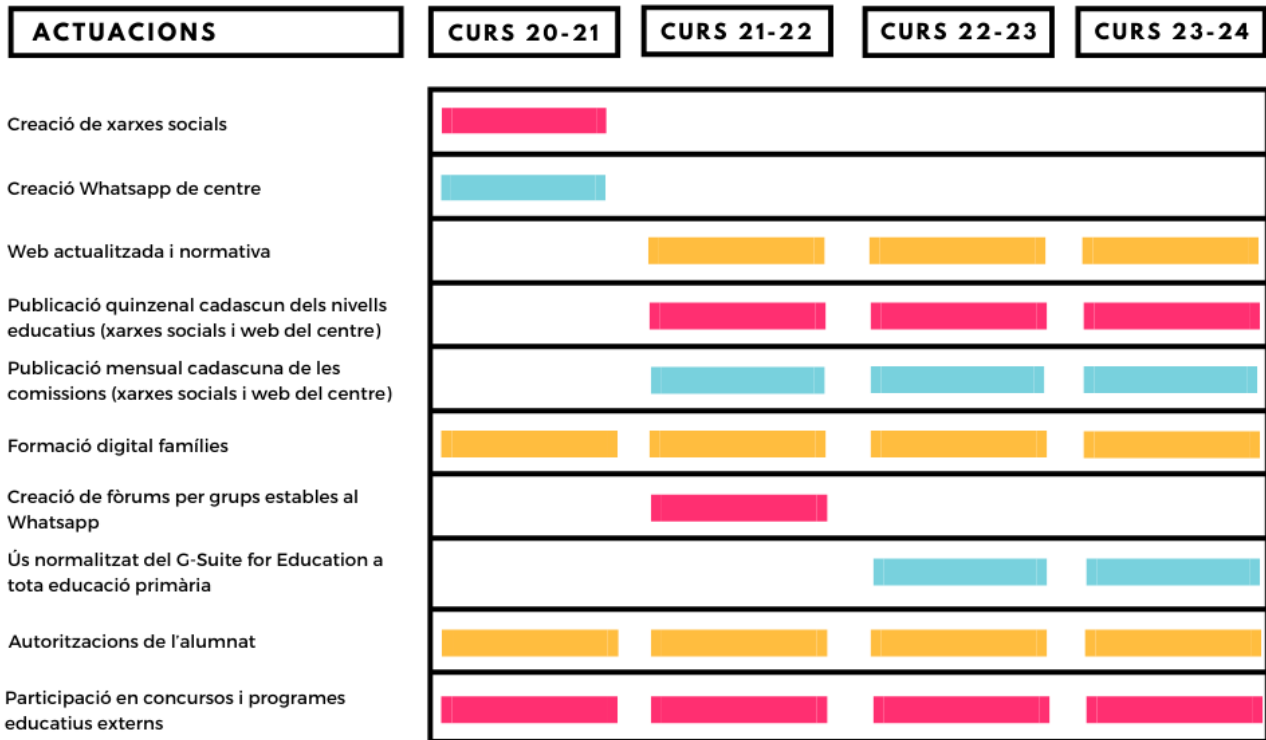 ACTUACIONS
CURS 20-21
CURS 21-22
CURS 22-23
CURS 23-24
Creació de xarxes socials
Creació Whatsapp de centre
Web actualitzada i normativa
Publicació quinzenal cadascun dels nivells
educatius (xarxes socials i web del centre)
Publicació mensual cadascuna de les
comissions (xarxes socials i web del centre)
Formació digital famílies
Creació de fòrums per grups estables al
Whatsapp
Ús normalitzat del G-Suite for Education a
tota educació primària
Autoritzacions de l'alumnat
Participació en concursos i programes
educatius externs